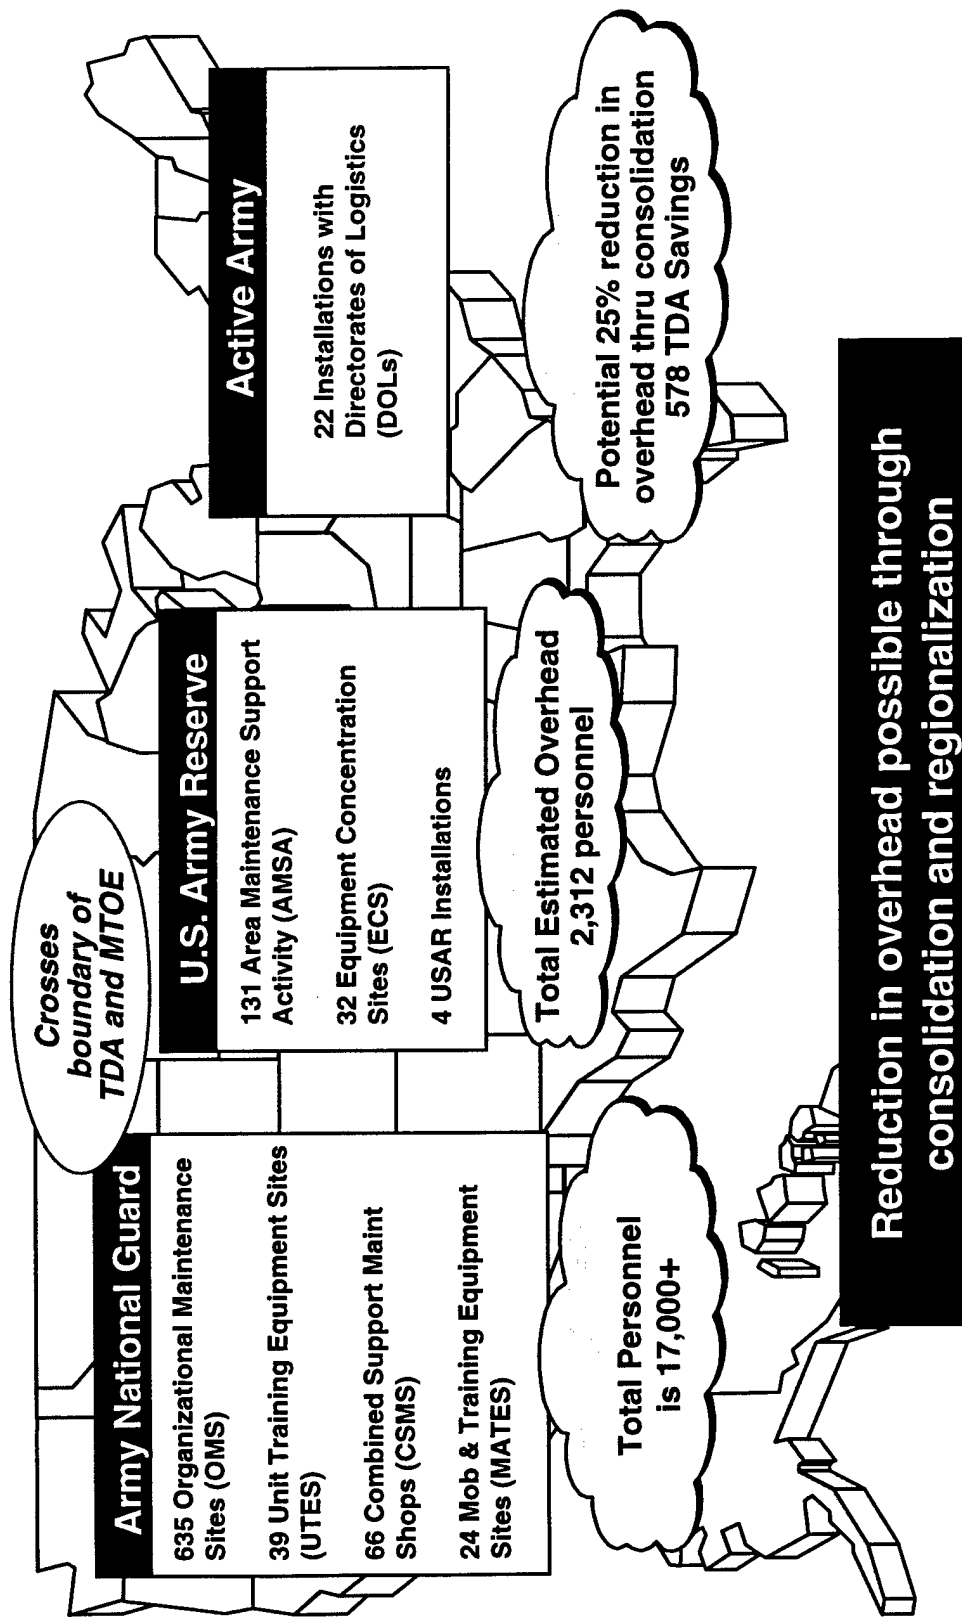 Crosses
boundary of
TDA and MTOE
Army National Guard
635 Organizational Maintenance
Sites (OMS)
39 Unit Training Equipment Sites
(UTES)
66 Combined Support Maint
Shops (CSMS)
24 Mob & Training Equipment
Sites (MATES)
U.S. Army Reserve
131 Area Maintenance Support
Activity (AMSA)
32 Equipment Concentration
Sites (ECS)
4 USAR Installations
Active Army
22 Installations with
Directorates of Logistics
(DOLs)
Total Personnel
is 17,000+
Total Estimated Overhead
2,312 personnel
Potential 25% reduction in
overhead thru consolidation
578 TDA Savings
Reduction in overhead possible through
consolidation and regionalization